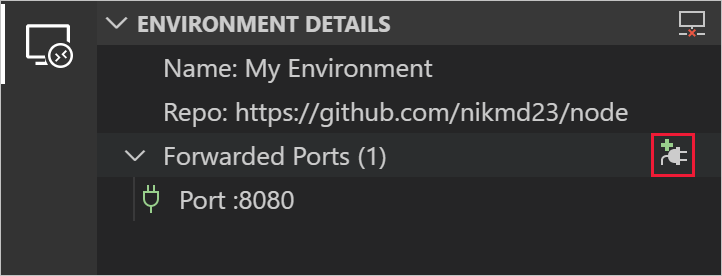 ENVIRONMENT DETAILS
Name: My Environment
Repo: https://github.com/nikmd23/node
Forwarded Ports (1)
Port :8080